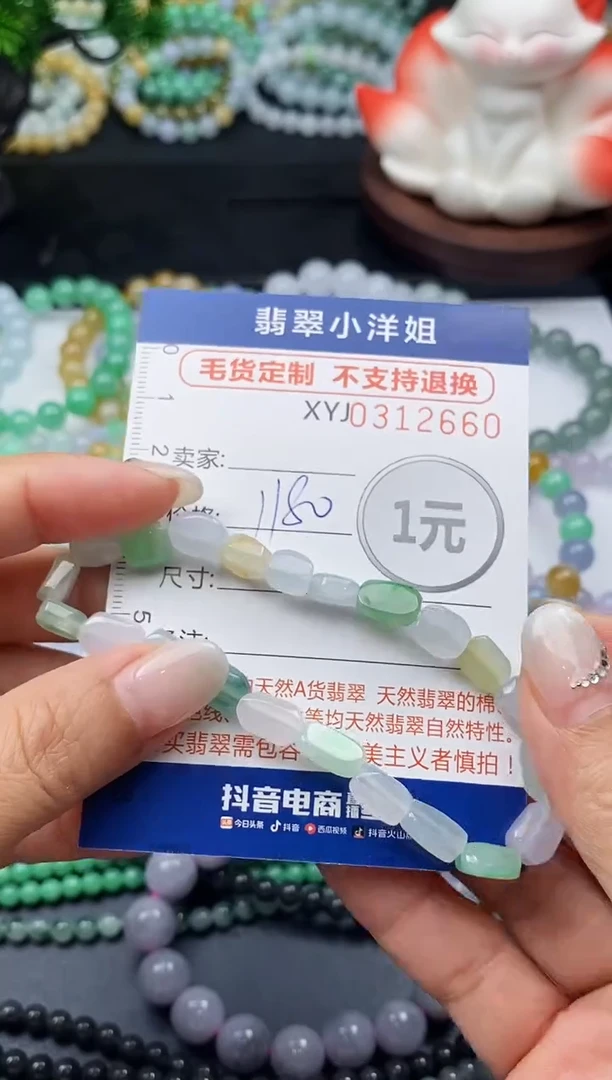 翡翠小洋姐
毛货定制 不支持退换
XYJ0312660
0
1
2
卖家:
1180
1元
尺寸:
5
天然A货翡翠 天然翡翠的棉、
等均天然翡翠自然特性。
买翡翠需包容 美主义者慎拍！
抖音电商
今日头条 抖音 西瓜视频 抖音火山